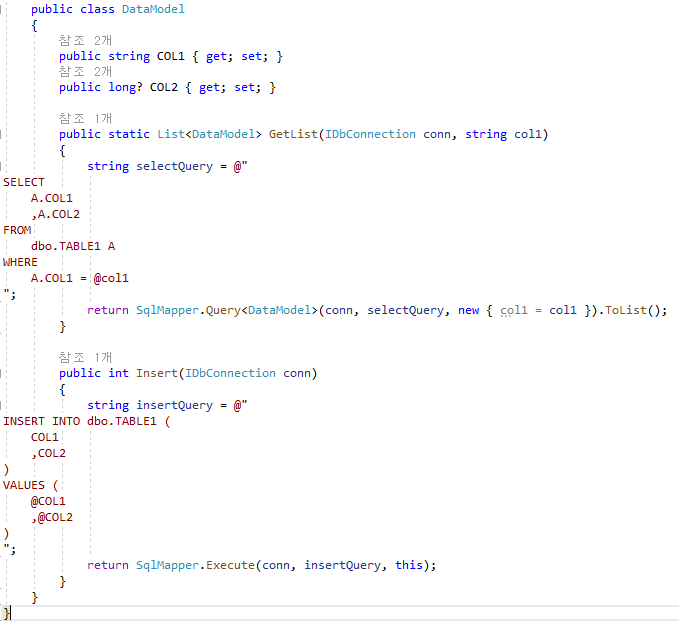 public class DataModel
{
참조 2개
public string COL1 { get; set; }
참조 2개
public long? COL2 { get; set; }
참조 1개
public static List<DataModel> GetList(IDbConnection conn, string col1)
{
string selectQuery = @"
SELECT
A.COL1
,A.COL2
FROM
dbo.TABLE1 A
WHERE
A.COL1 = @col1
";
return SqlMapper.Query<DataModel>(conn, selectQuery, new { col1 = col1 }).ToList();
}
참조 1개
public int Insert(IDbConnection conn)
{
string insertQuery = @"
INSERT INTO dbo.TABLE1 (
COL1
,COL2
)
VALUES (
@COL1
,@COL2
)
";
return SqlMapper.Execute(conn, insertQuery, this);
}
}
}